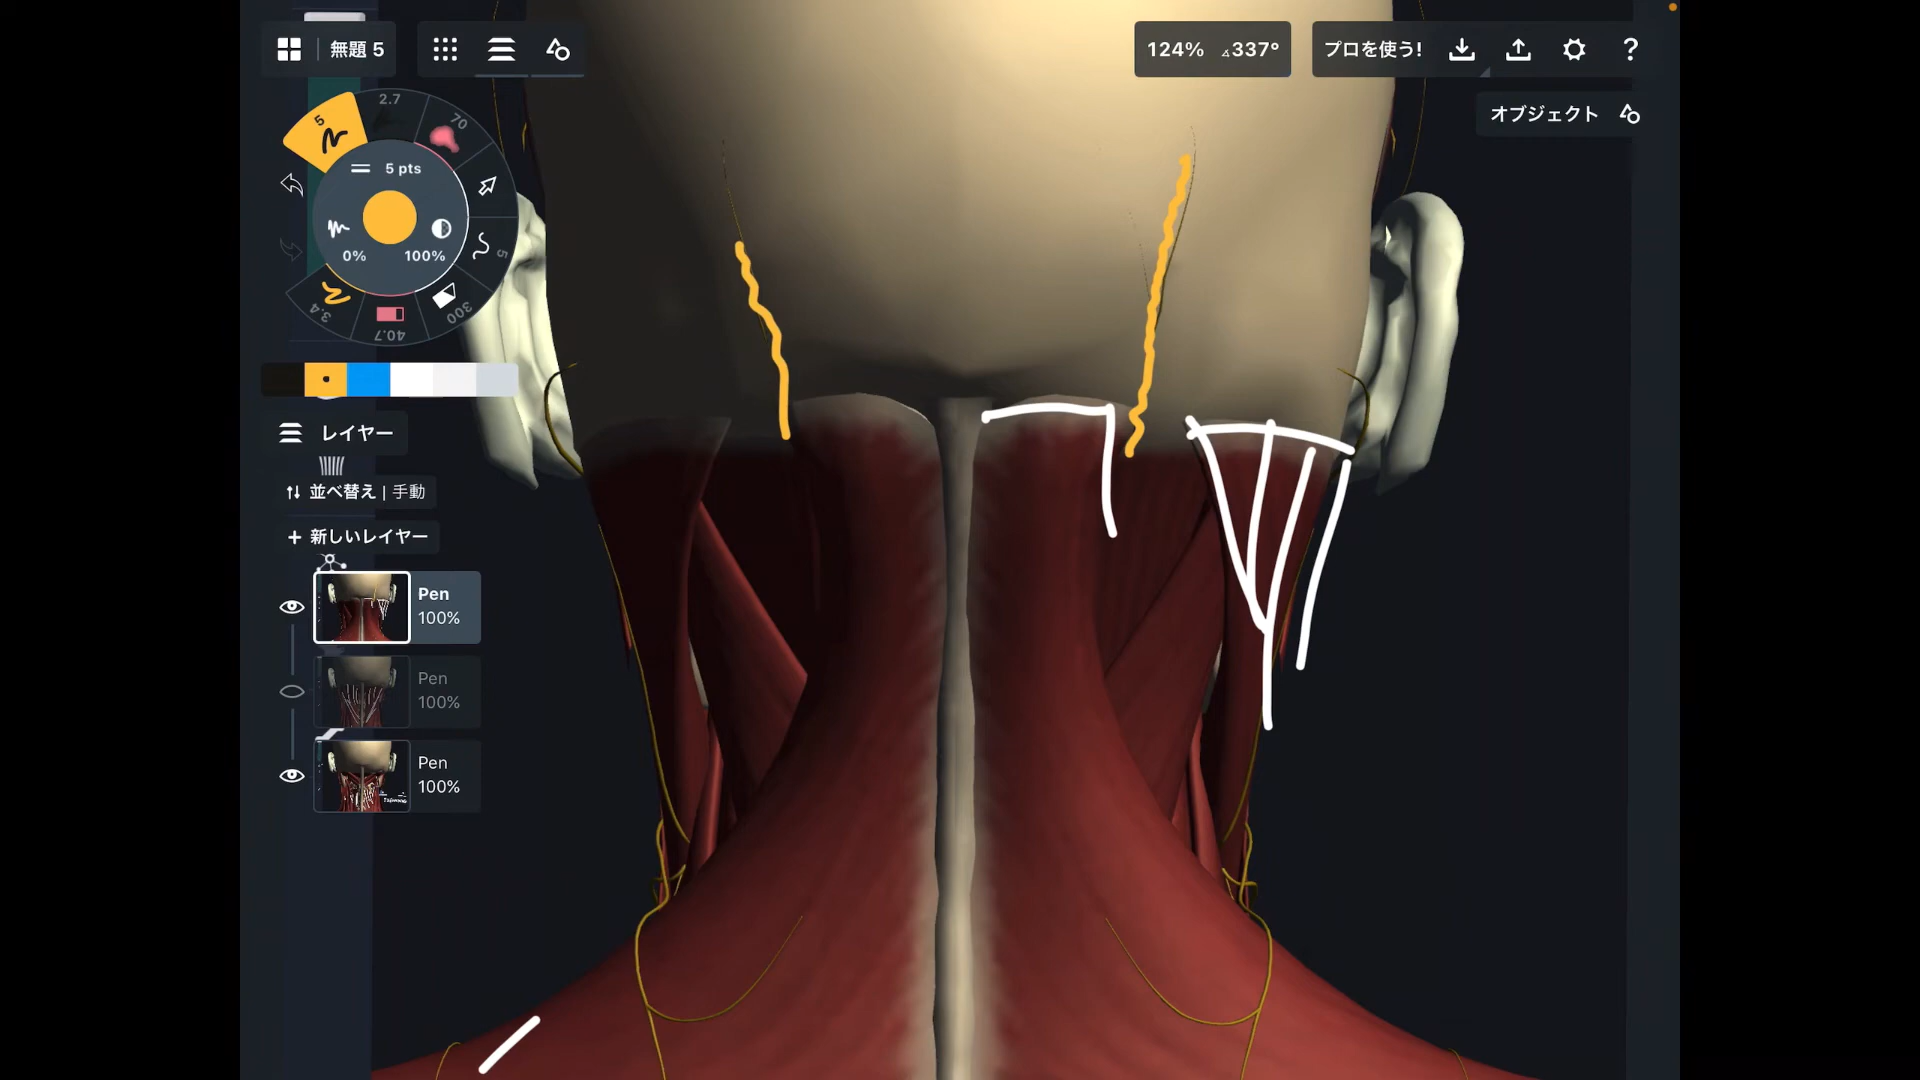 無題 5
124% ⦟337°
プロを使う!
?
オブジェクト
5
2.7
70
5 pts
0%
100%
5
3.4
40.7
300
レイヤー
並べ替え | 手動
+ 新しいレイヤー
Pen
100%
Pen
100%
Pen
100%